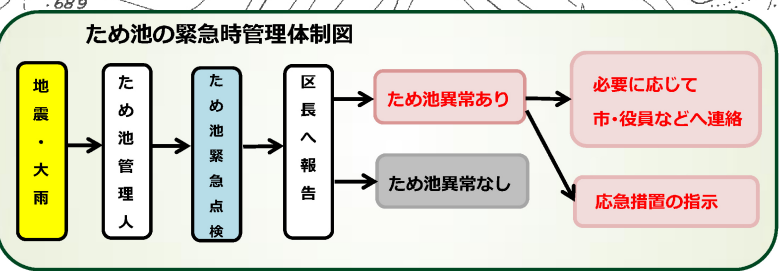 689
ため池の緊急時管理体制図
地震・大雨
ため池管理人
ため池緊急点検
区長へ報告
ため池異常あり
ため池異常なし
必要に応じて
市・役員などへ連絡
応急措置の指示